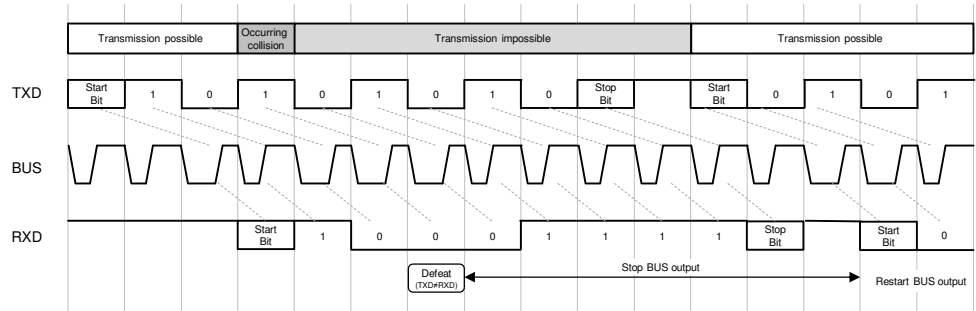 Transmission possible
Occurring
collision
Transmission impossible
Transmission possible
TXD
Start
Bit
1
0
1
0
1
0
1
0
Stop
Bit
Start
Bit
0
1
0
1
BUS
RXD
Start
Bit
1
0
0
0
1
1
1
1
Stop
Bit
Start
Bit
0
Defeat
(TXD≠RXD)
Stop BUS output
Restart BUS output